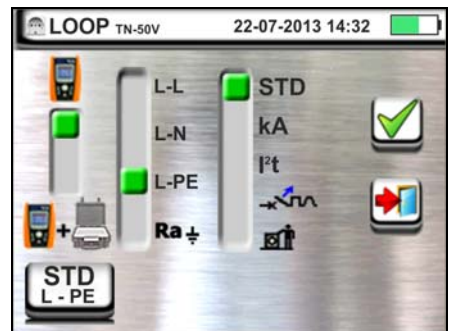 LOOP TN-50V 22-07-2013 14:32
L-L STD
L-N kA
L-PE I²t
Ra
STD
L - PE